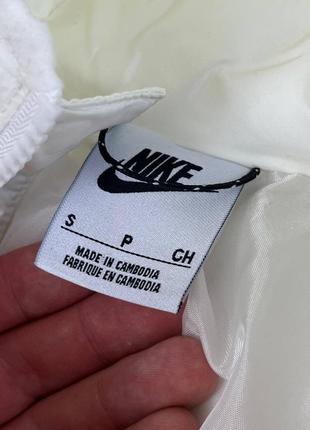 NIKE
S P CH
MADE IN CAMBODIA
FABRIQUE EN CAMBODIA